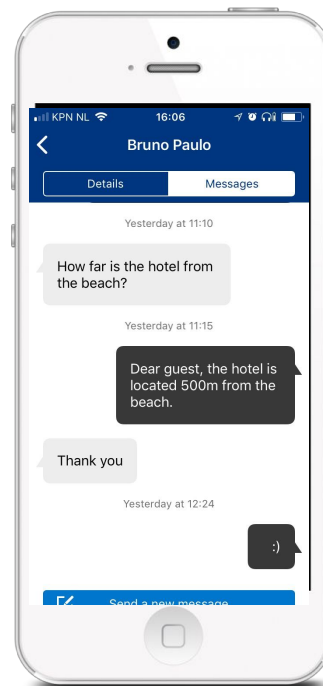 KPN NL 16:06
Bruno Paulo
Details Messages
Yesterday at 11:10
How far is the hotel from
the beach?
Yesterday at 11:15
Dear guest, the hotel is
located 500m from the
beach.
Thank you
Yesterday at 12:24
:)
Send a new message